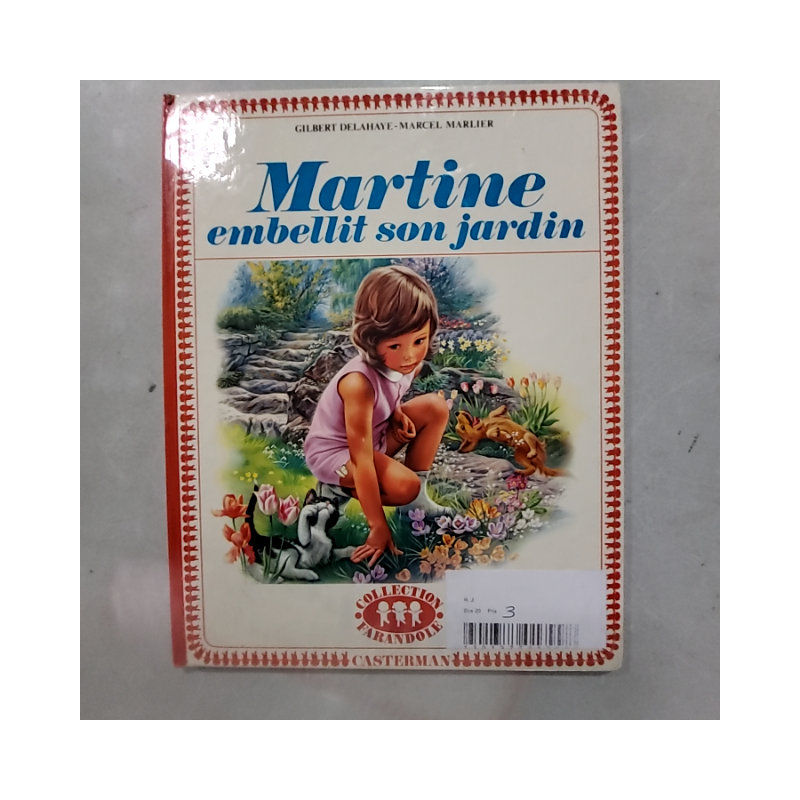 GILBERT DELAHAYE-MARCEL MARLIER
Martine
embellit son jardin
COLLECTION
FARANDOLE
3
CASTERMAN